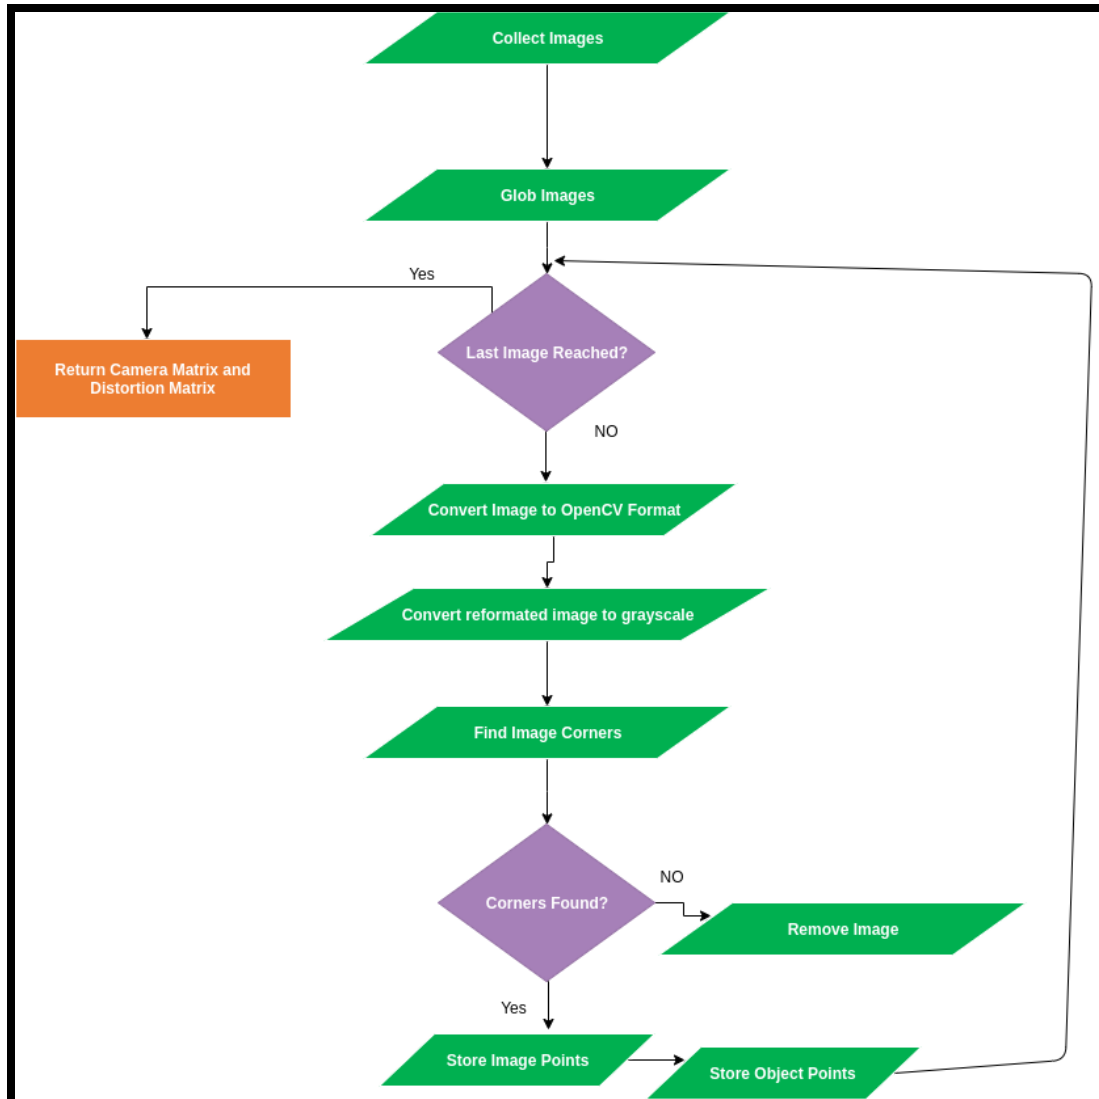 Collect Images
Glob Images
Yes
Last Image Reached?
Return Camera Matrix and
Distortion Matrix
NO
Convert Image to OpenCV Format
Convert reformated image to grayscale
Find Image Corners
Corners Found?
NO
Remove Image
Yes
Store Image Points
Store Object Points